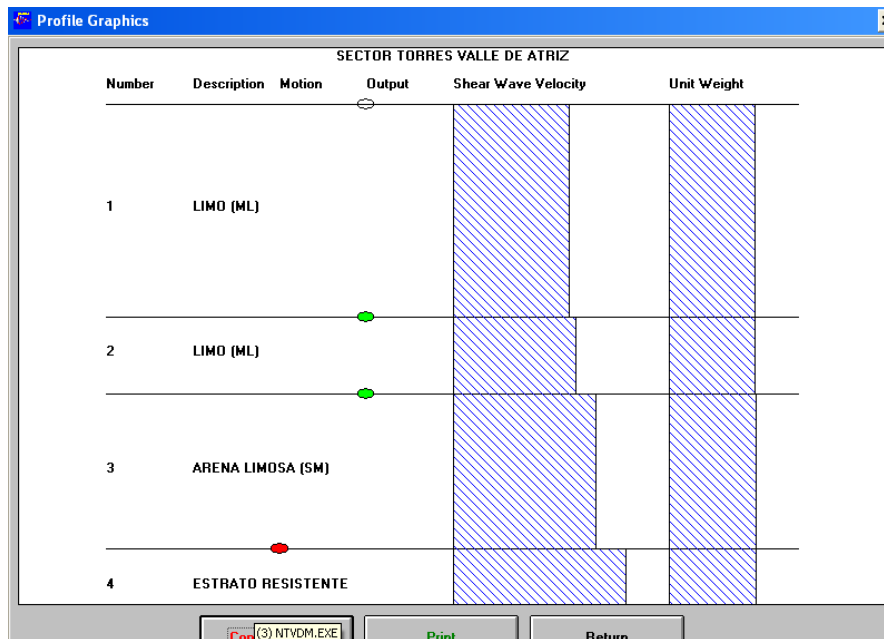 Profile Graphics
SECTOR TORRES VALLE DE ATRIZ
Number Description Motion Output Shear Wave Velocity Unit Weight
1 LIMO (ML)
2 LIMO (ML)
3 ARENA LIMOSA (SM)
4 ESTRATO RESISTENTE
(3) NTVDM.EXE Print Return